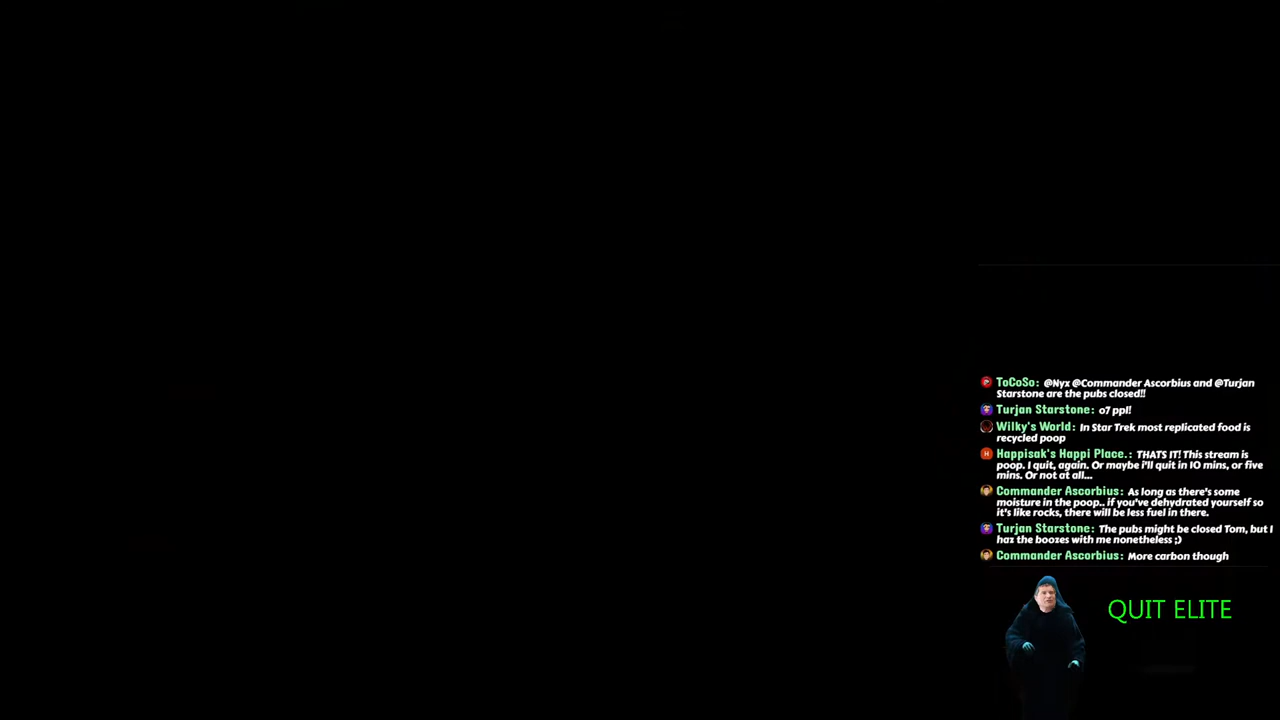 ToCoSo: @Nyx @Commander Ascorbius and @Turjan
Starstone are the pubs closed!!
Turjan Starstone: o7 ppl!
Wilky's World: In Star Trek most replicated food is
recycled poop
Happisak's Happi Place.: THATS IT! This stream is
poop. I quit, again. Or maybe i'll quit in 10 mins, or five
mins. Or not at all...
Commander Ascorbius: As long as there's some
moisture in the poop.. if you've dehydrated yourself so
it's like rocks, there will be less fuel in there.
Turjan Starstone: The pubs might be closed Tom, but I
haz the boozes with me nonetheless ;)
Commander Ascorbius: More carbon though
QUIT ELITE